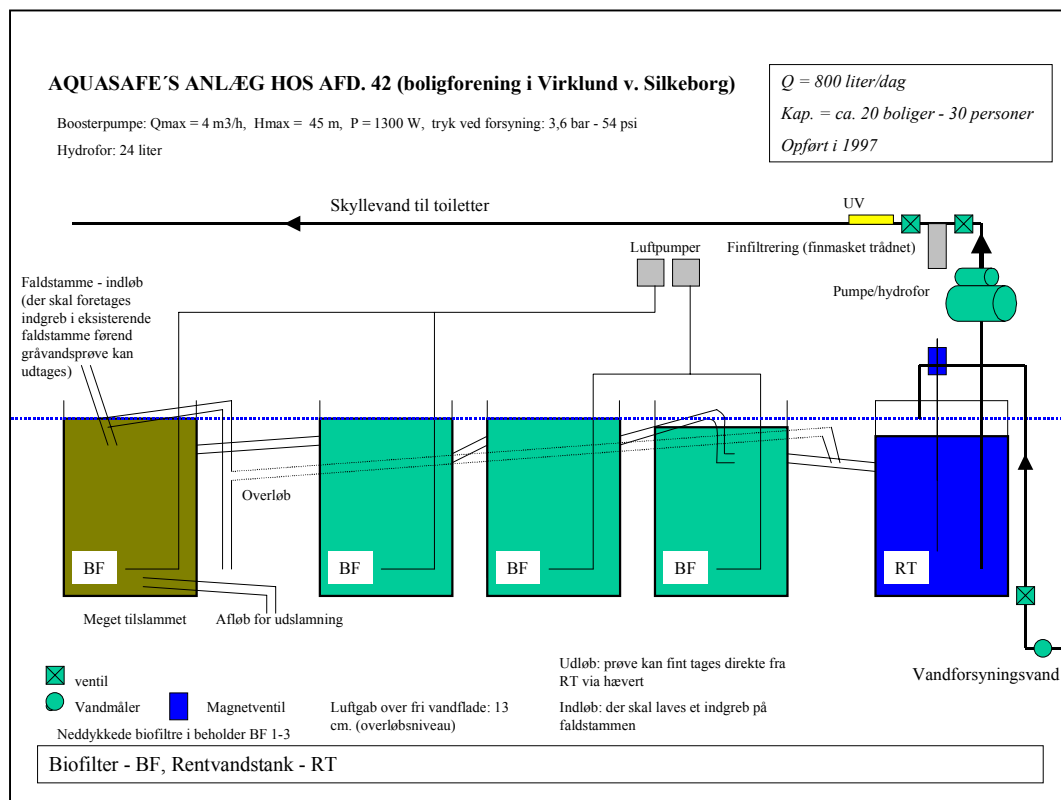 AQUASAFE´S ANLÆG HOS AFD. 42 (boligforening i Virklund v. Silkeborg)
Boosterpumpe: Qmax = 4 m3/h, Hmax = 45 m, P = 1300 W, tryk ved forsyning: 3,6 bar - 54 psi
Hydrofor: 24 liter
Q = 800 liter/dag
Kap. = ca. 20 boliger - 30 personer
Opført i 1997
Skyllevand til toiletter
UV
Finfiltrering (finmasket trådnet)
Luftpumper
Pumpe/hydrofor
Faldstamme - indløb
(der skal foretages
indgreb i eksisterende
faldstamme førend
gråvandsprøve kan
udtages)
Overløb
BF
BF
BF
BF
RT
Meget tilslammet
Afløb for udslamning
Vandforsyningsvand
ventil
Vandmåler
Magnetventil
Neddykkede biofiltre i beholder BF 1-3
Luftgab over fri vandflade: 13
cm. (overløbsniveau)
Udløb: prøve kan fint tages direkte fra
RT via hævert
Indløb: der skal laves et indgreb på
faldstammen
Biofilter - BF, Rentvandstank - RT